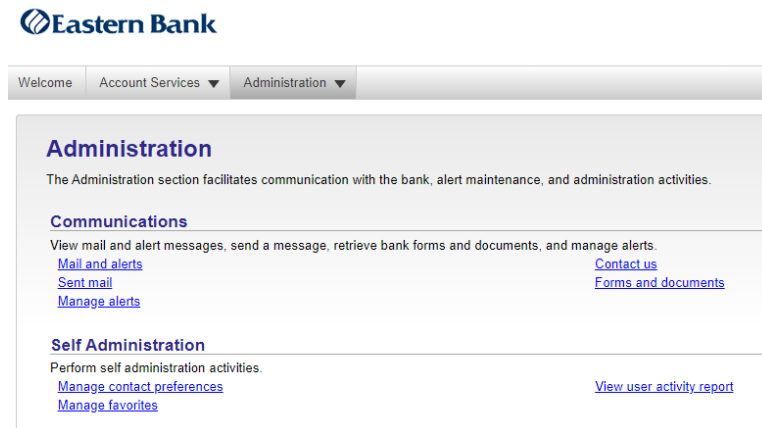 Eastern Bank
Welcome Account Services Administration
Administration
The Administration section facilitates communication with the bank, alert maintenance, and administration activities.
Communications
View mail and alert messages, send a message, retrieve bank forms and documents, and manage alerts.
Mail and alerts Contact us
Sent mail Forms and documents
Manage alerts
Self Administration
Perform self administration activities.
Manage contact preferences View user activity report
Manage favorites